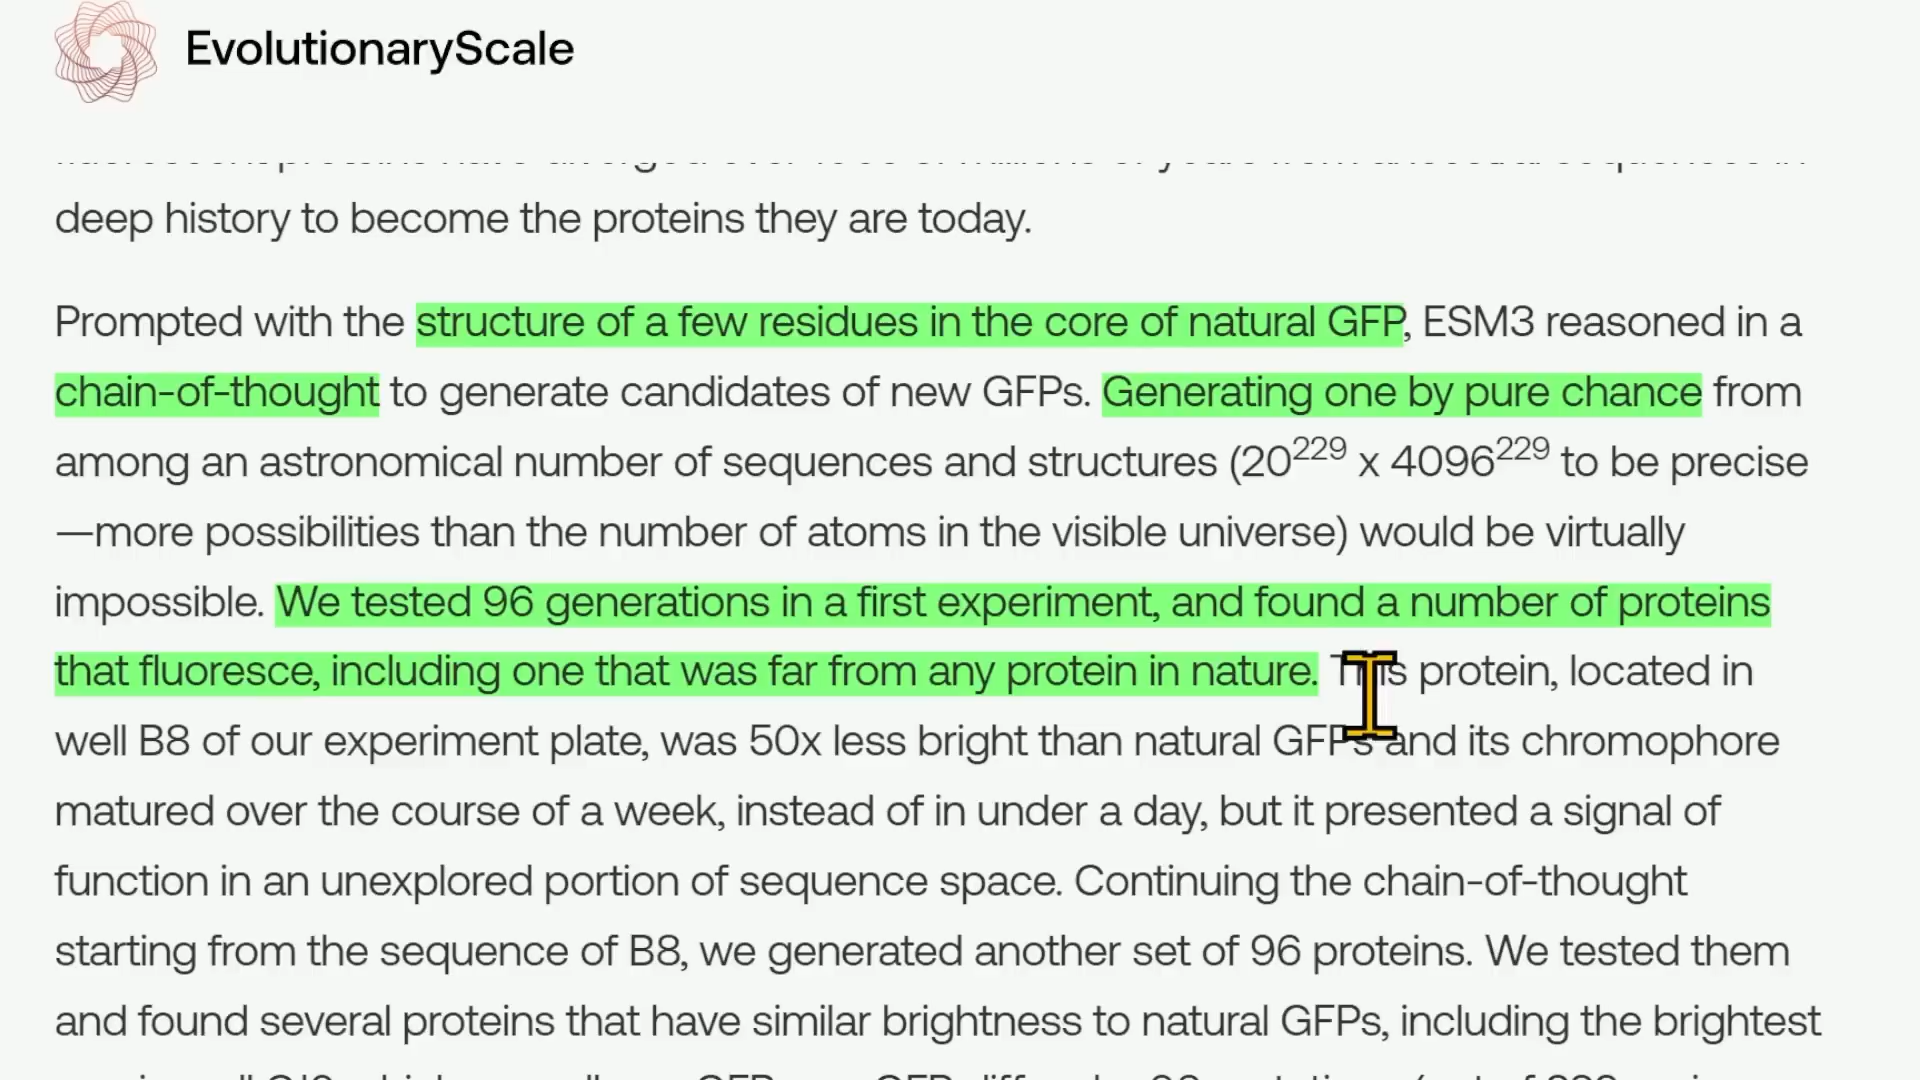 EvolutionaryScale
deep history to become the proteins they are today.
Prompted with the structure of a few residues in the core of natural GFP, ESM3 reasoned in a
chain-of-thought to generate candidates of new GFPs. Generating one by pure chance from
among an astronomical number of sequences and structures (20²²⁹ x 4096²²⁹ to be precise
—more possibilities than the number of atoms in the visible universe) would be virtually
impossible. We tested 96 generations in a first experiment, and found a number of proteins
that fluoresce, including one that was far from any protein in nature. This protein, located in
well B8 of our experiment plate, was 50x less bright than natural GFPs and its chromophore
matured over the course of a week, instead of in under a day, but it presented a signal of
function in an unexplored portion of sequence space. Continuing the chain-of-thought
starting from the sequence of B8, we generated another set of 96 proteins. We tested them
and found several proteins that have similar brightness to natural GFPs, including the brightest